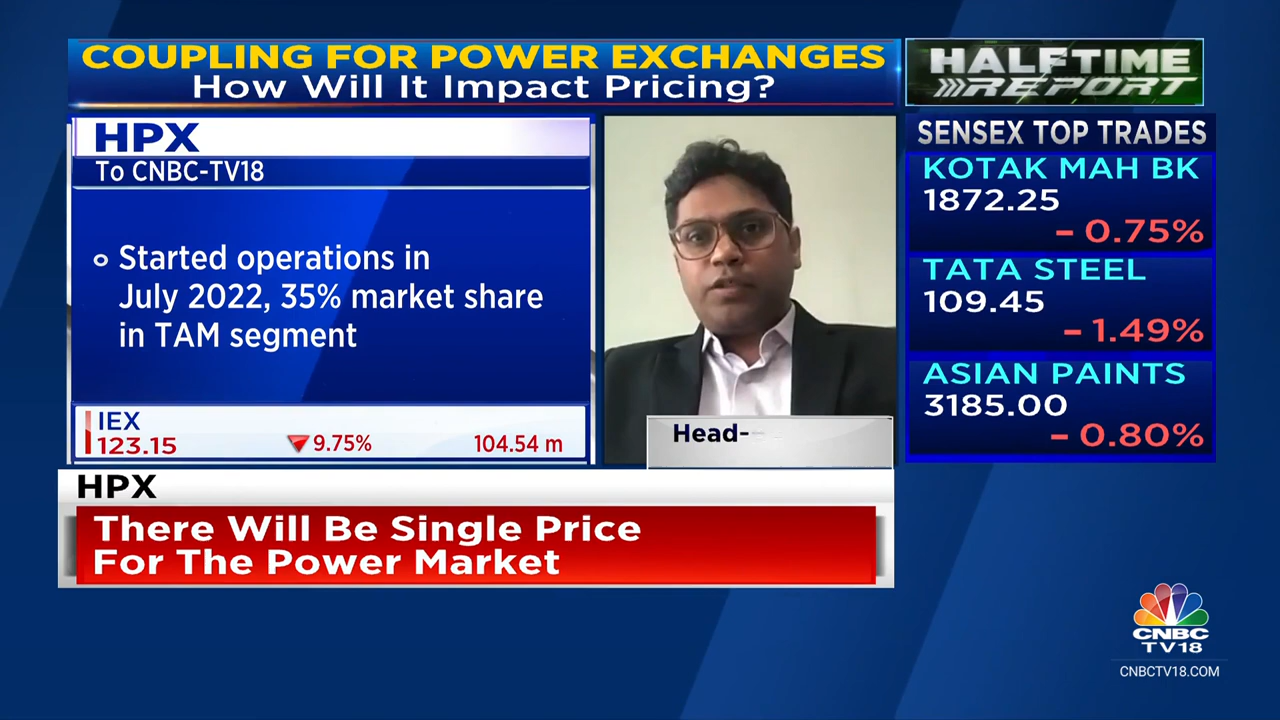 COUPLING FOR POWER EXCHANGES
How Will It Impact Pricing?
HALFTIME
REPORT
HPX
To CNBC-TV18
Started operations in
July 2022, 35% market share
in TAM segment
IEX
123.15 9.75% 104.54 m
Head-
SENSEX TOP TRADES
KOTAK MAH BK
1872.25
- 0.75%
TATA STEEL
109.45
- 1.49%
ASIAN PAINTS
3185.00
- 0.80%
HPX
There Will Be Single Price
For The Power Market
CNBC
TV18
CNBCTV18.COM